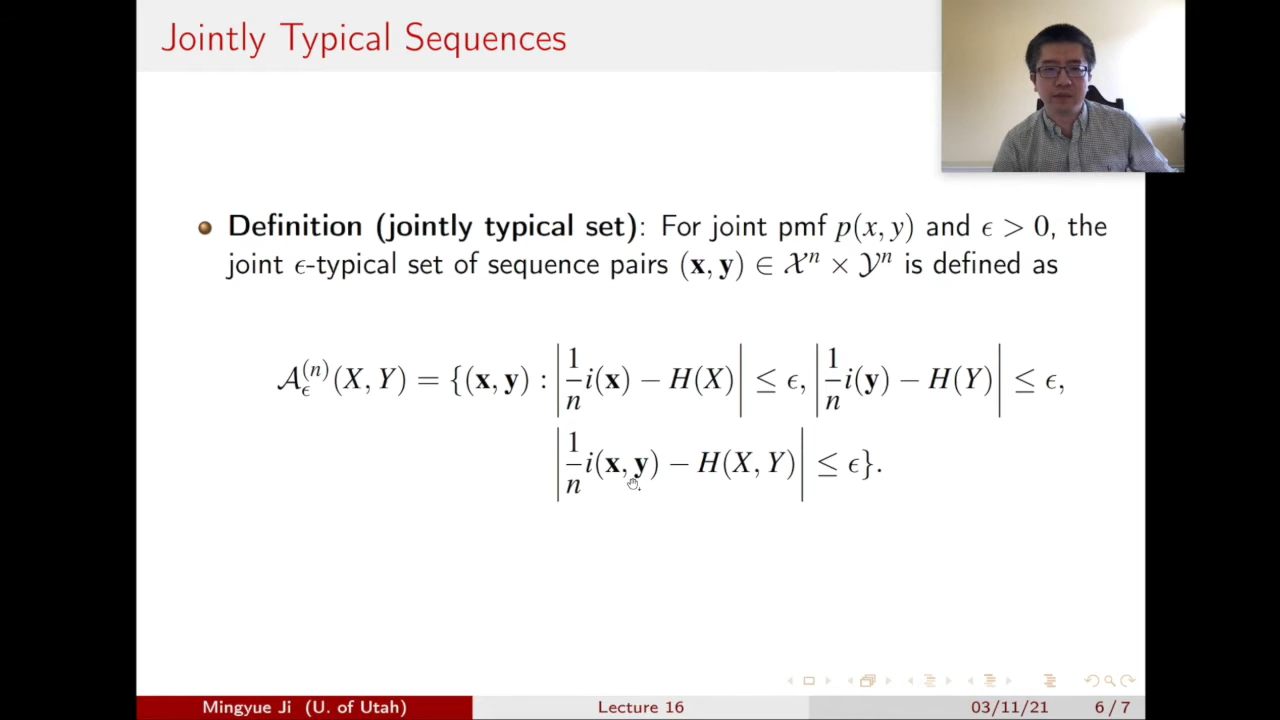 Jointly Typical Sequences
Definition (jointly typical set): For joint pmf p(x, y) and ϵ > 0, the
joint ϵ-typical set of sequence pairs (𝐱, 𝐲) ∈ 𝒳ⁿ × 𝒴ⁿ is defined as
𝒜_ϵ^(n)(X, Y) = {(𝐱, 𝐲) : |1/n i(𝐱) − H(X)| ≤ ϵ, |1/n i(𝐲) − H(Y)| ≤ ϵ,
|1/n i(𝐱, 𝐲) − H(X, Y)| ≤ ϵ}.
Mingyue Ji (U. of Utah) Lecture 16 03/11/21 6 / 7